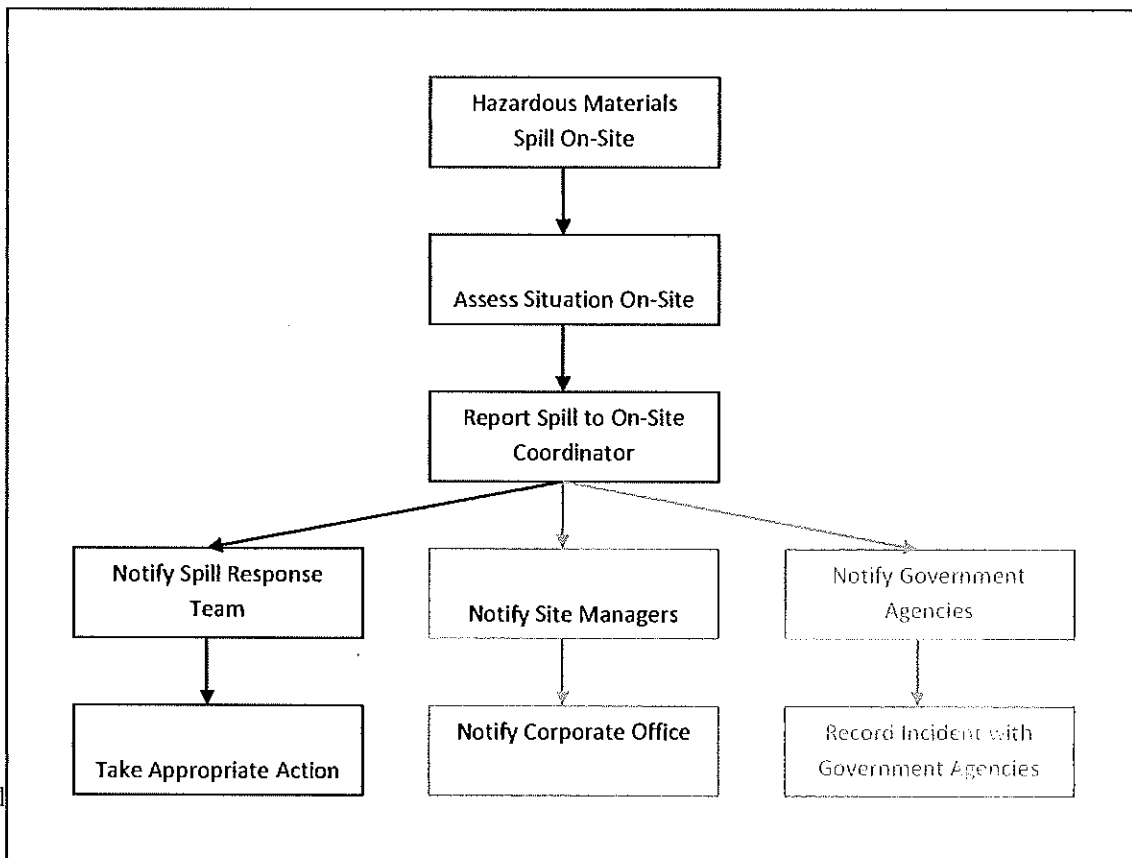 Hazardous Materials
Spill On-Site
Assess Situation On-Site
Report Spill to On-Site
Coordinator
Notify Spill Response
Team
Notify Site Managers
Notify Government
Agencies
Take Appropriate Action
Notify Corporate Office
Record Incident with
Government Agencies